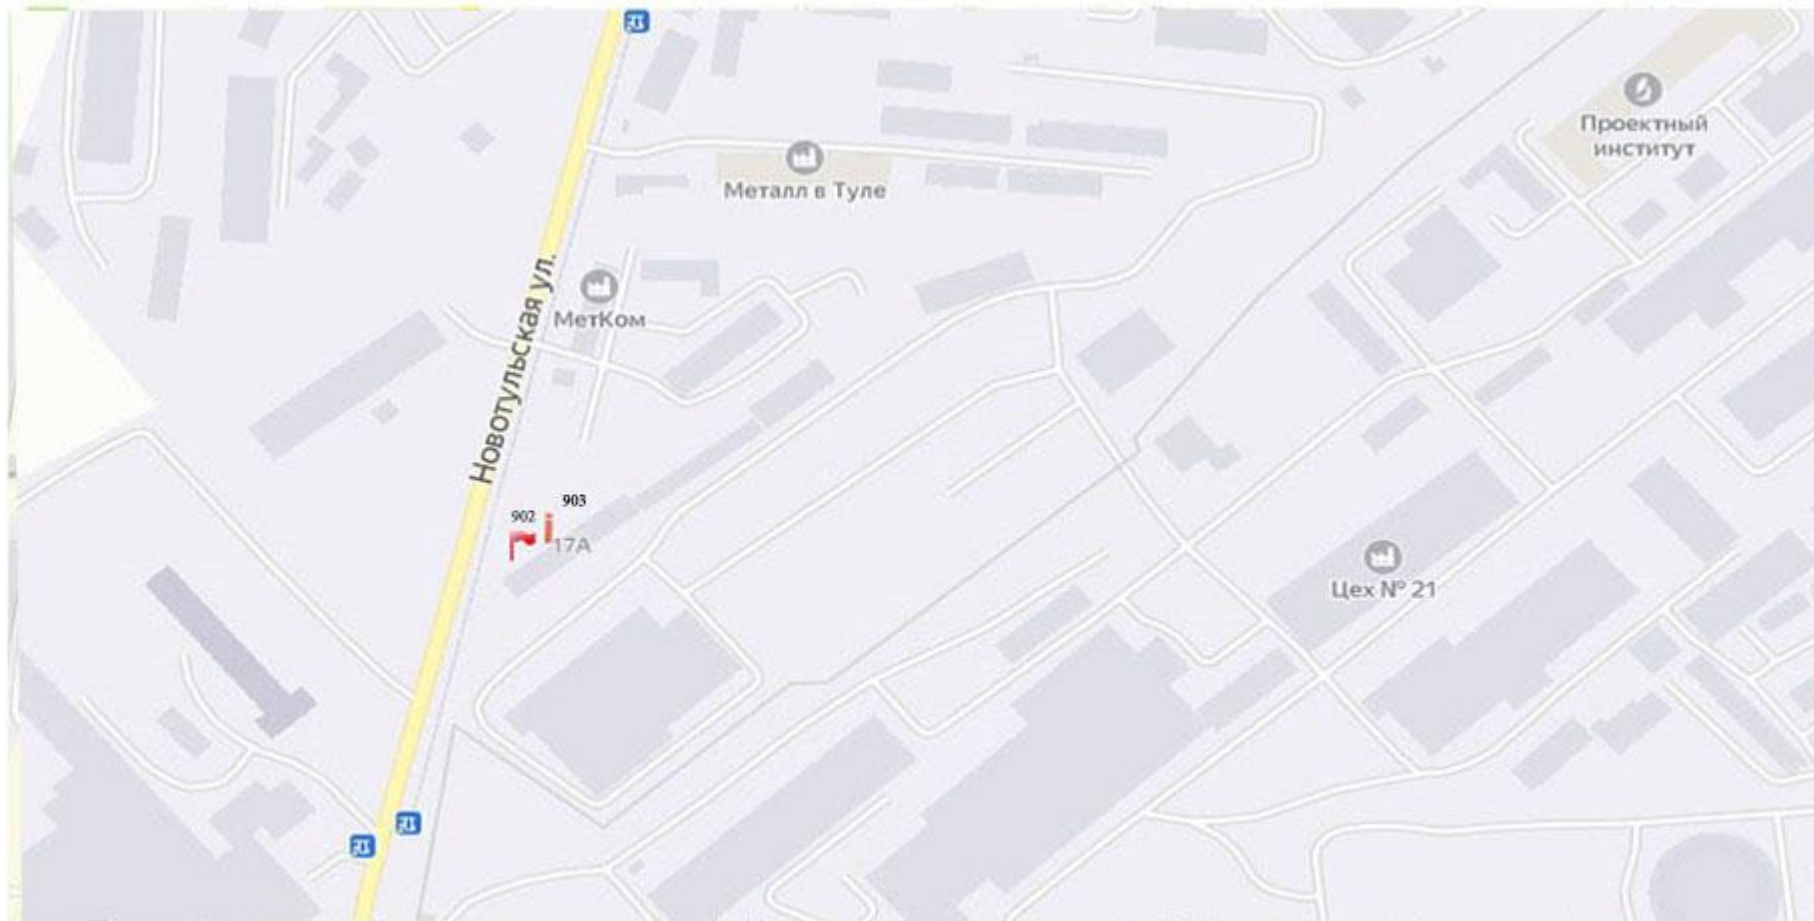 Проектный
институт
Металл в Туле
Новотульская ул.
МетКом
903
902
17А
Цех № 21